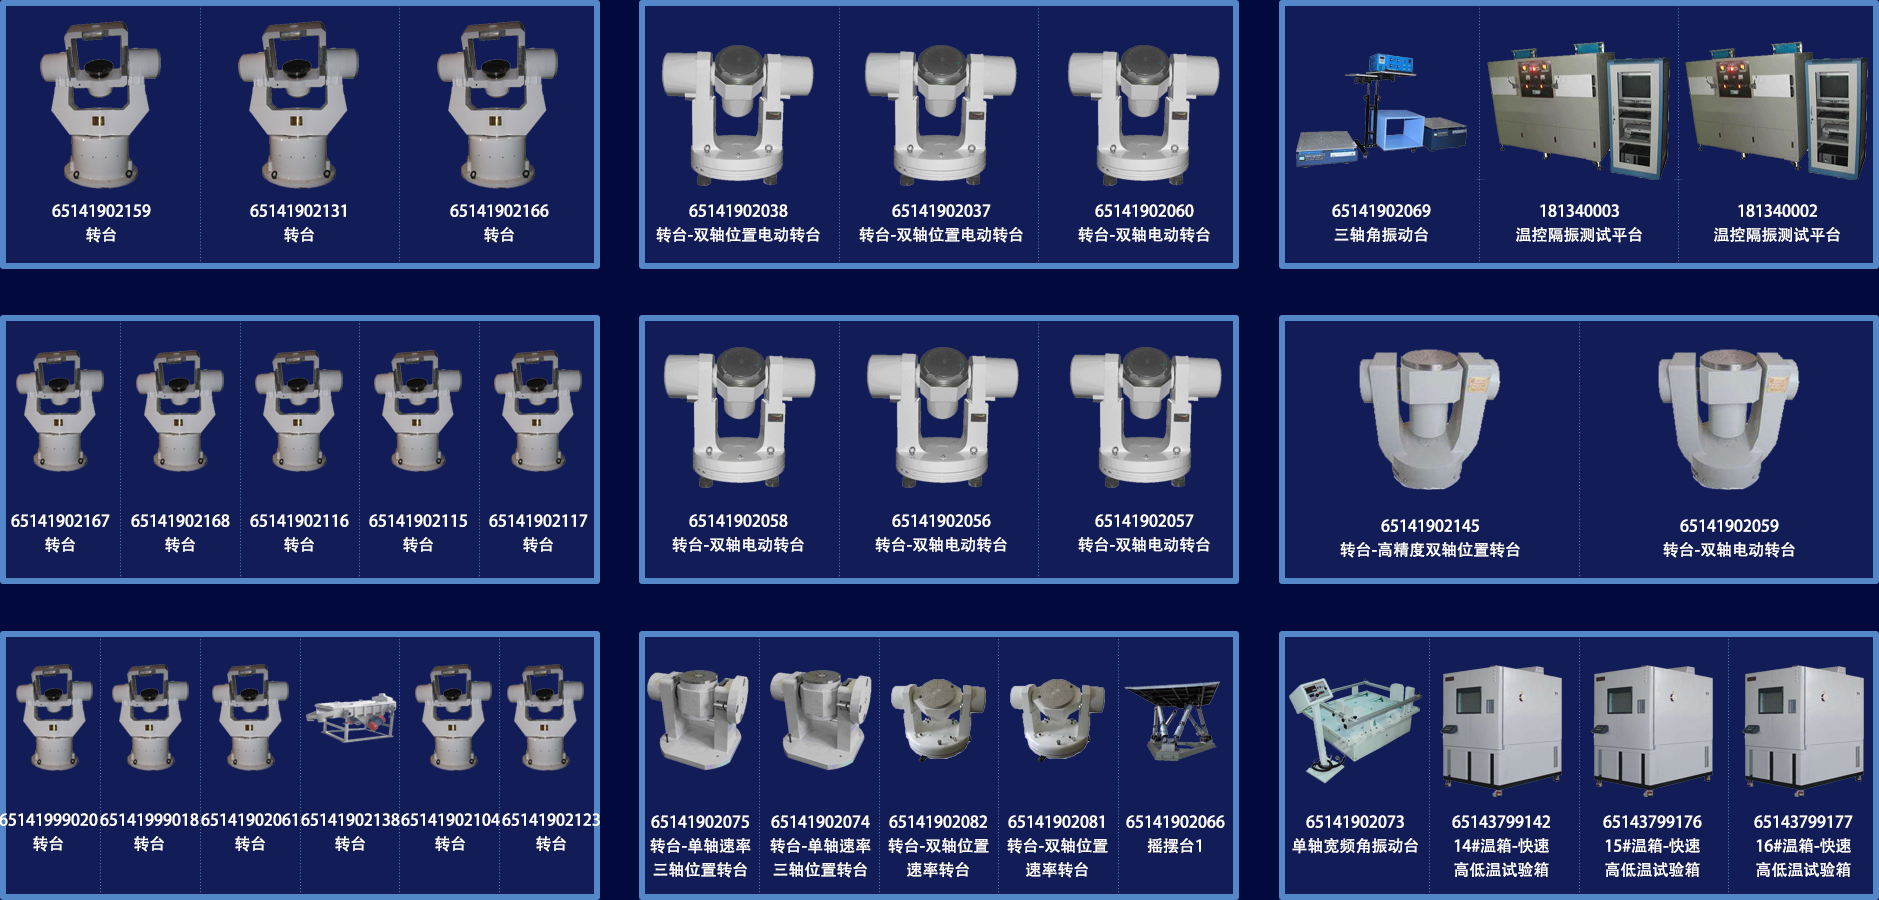 65141902159
转台
65141902131
转台
65141902166
转台
65141902038
转台-双轴位置电动转台
65141902037
转台-双轴位置电动转台
65141902060
转台-双轴电动转台
65141902069
三轴角振动台
181340003
温控隔振测试平台
181340002
温控隔振测试平台
65141902167
转台
65141902168
转台
65141902116
转台
65141902115
转台
65141902117
转台
65141902058
转台-双轴电动转台
65141902056
转台-双轴电动转台
65141902057
转台-双轴电动转台
65141902145
转台-高精度双轴位置转台
65141902059
转台-双轴电动转台
65141999020
转台
65141999018
转台
65141902061
转台
65141902138
转台
65141902104
转台
65141902123
转台
65141902075
转台-单轴速率
三轴位置转台
65141902074
转台-单轴速率
三轴位置转台
65141902082
转台-双轴位置
速率转台
65141902081
转台-双轴位置
速率转台
65141902066
摇摆台1
65141902073
单轴宽频角振动台
65143799142
14#温箱-快速
高低温试验箱
65143799176
15#温箱-快速
高低温试验箱
65143799177
16#温箱-快速
高低温试验箱